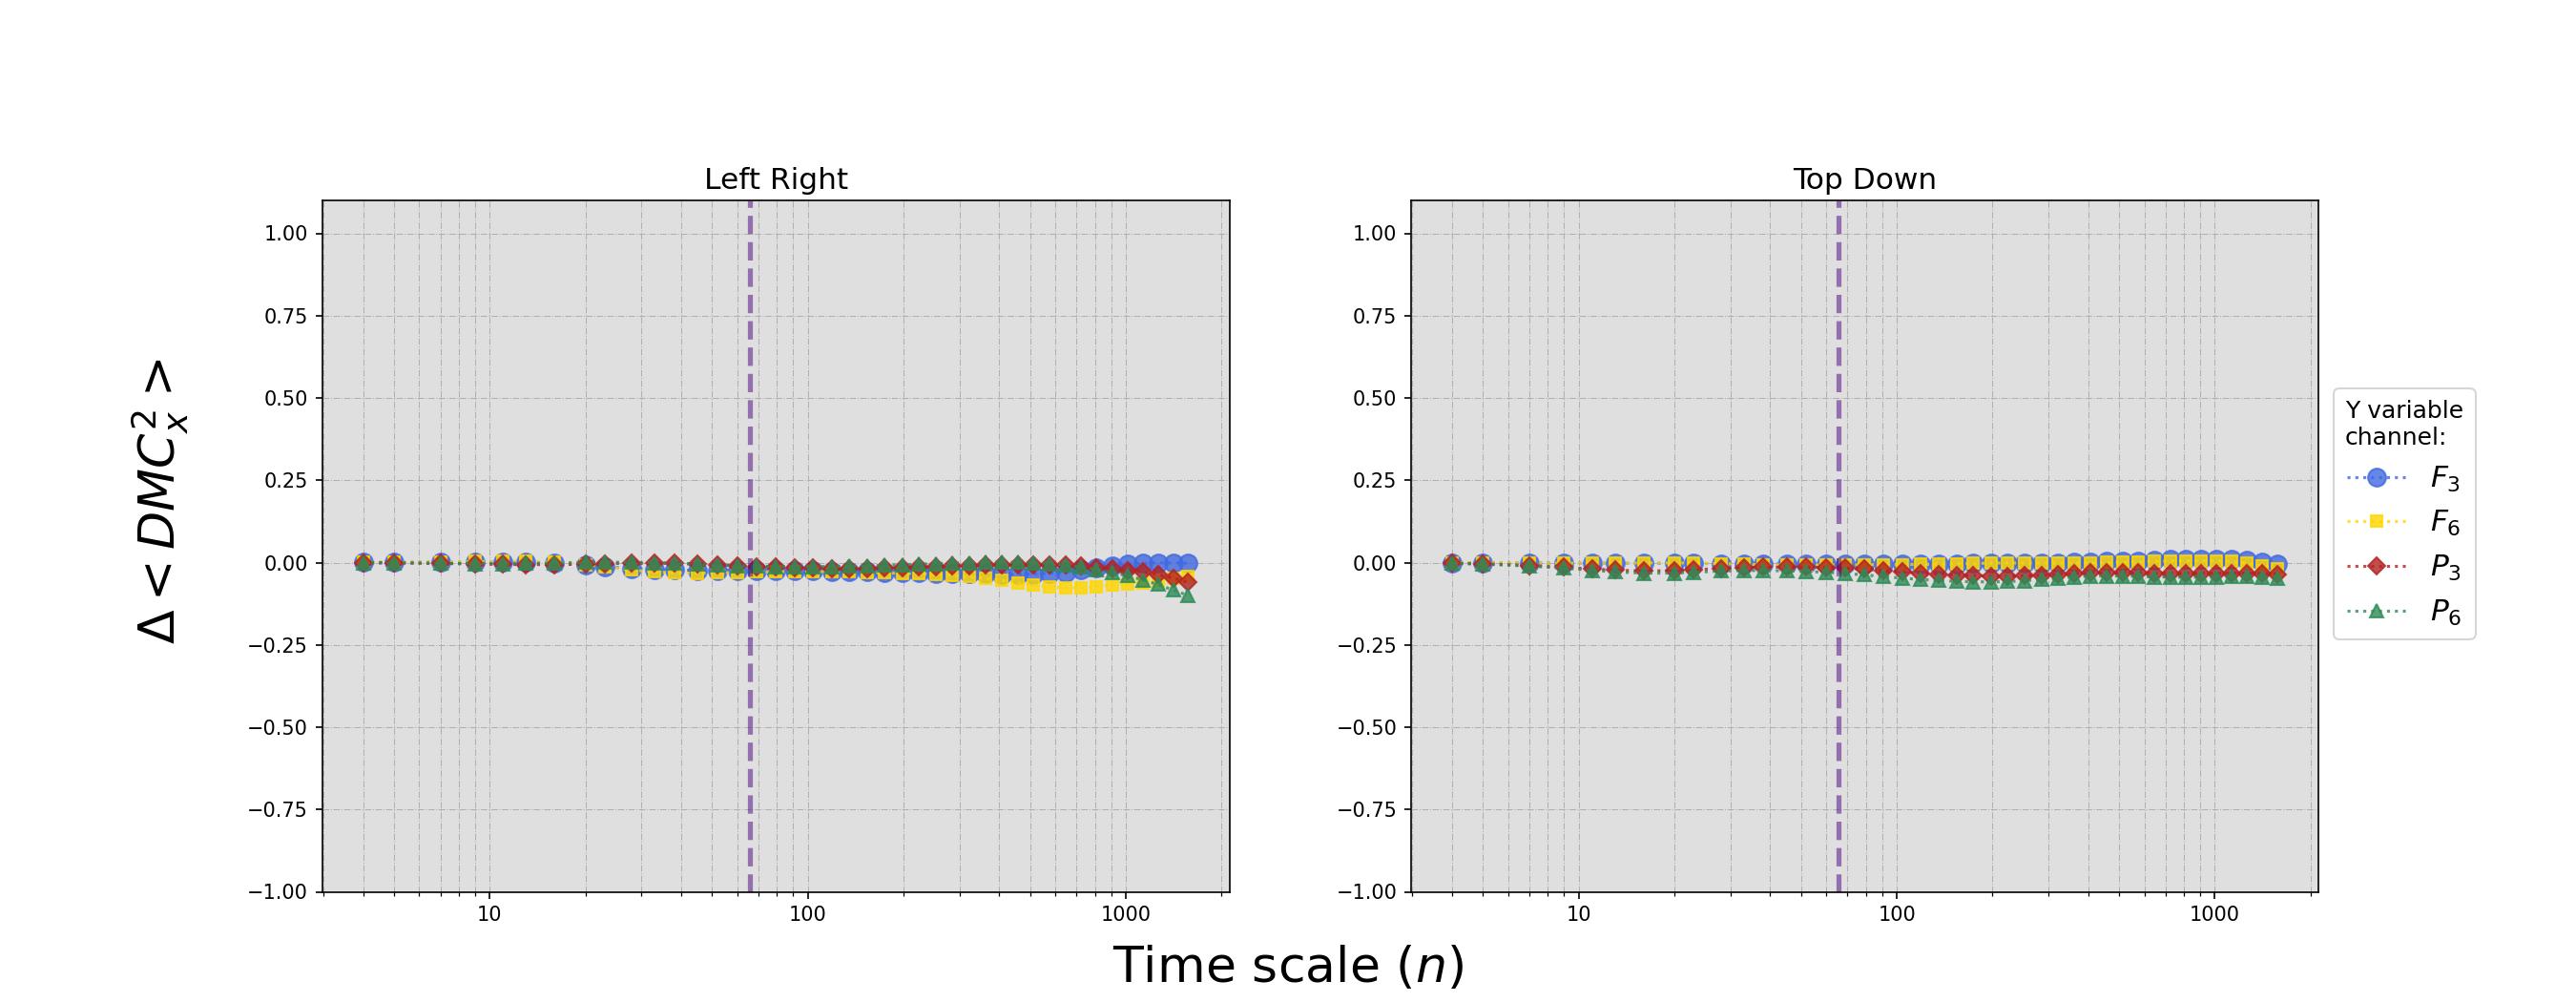 Left Right
Top Down
Δ < DMC²ₓ >
1.00
0.75
0.50
0.25
0.00
−0.25
−0.50
−0.75
−1.00
10 100 1000
1.00
0.75
0.50
0.25
0.00
−0.25
−0.50
−0.75
−1.00
10 100 1000
Y variable
channel:
F₃
F₆
P₃
P₆
Time scale (n)